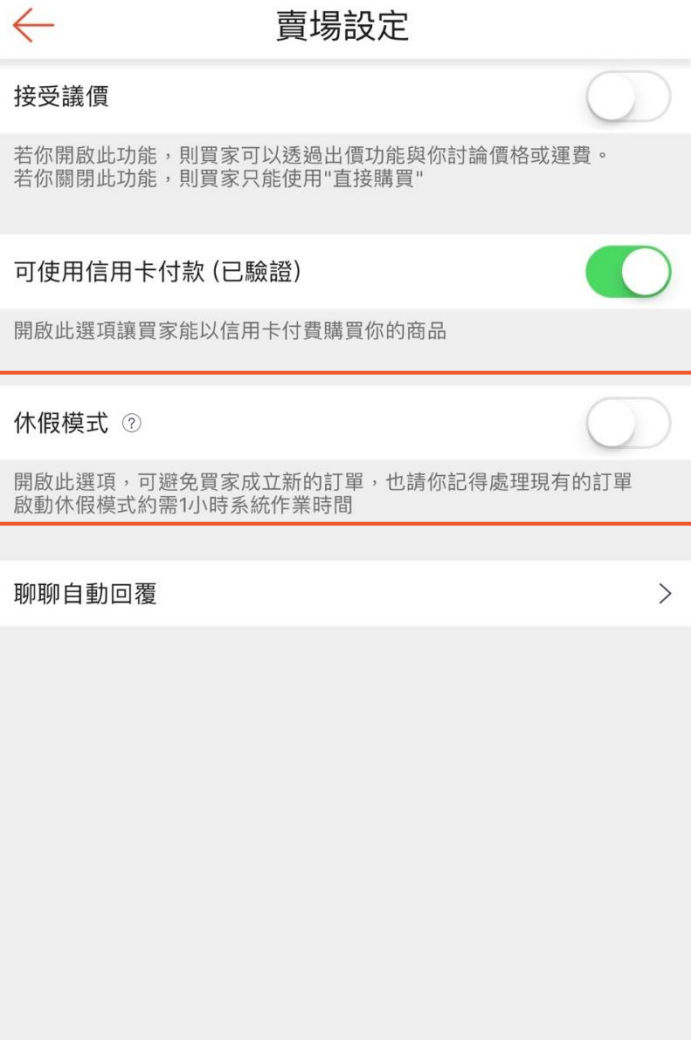 賣場設定
接受議價
若你開啟此功能，則買家可以透過出價功能與你討論價格或運費。
若你關閉此功能，則買家只能使用"直接購買"
可使用信用卡付款 (已驗證)
開啟此選項讓買家能以信用卡付費購買你的商品
休假模式 ?
開啟此選項，可避免買家成立新的訂單，也請你記得處理現有的訂單
啟動休假模式約需1小時系統作業時間
聊聊自動回覆